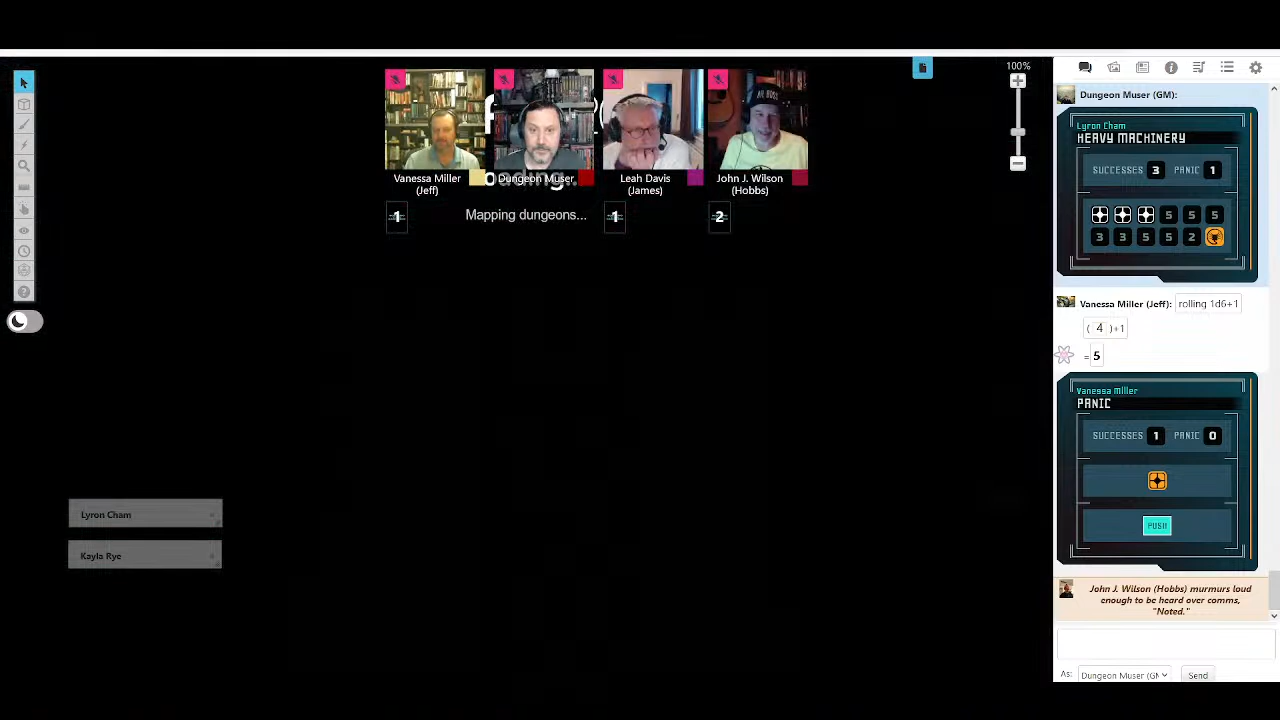 100%
Vanessa Miller
(Jeff)
Dungeon Muser
Leah Davis
(James)
John J. Wilson
(Hobbs)
1
Mapping dungeons...
1
2
Lyron Cham
Kayla Rye
Dungeon Muser (GM):
Lyron Cham
HEAVY MACHINERY
SUCCESSES 3 PANIC 1
5 5 5
3 3 5 5 2
Vanessa Miller (Jeff): rolling 1d6+1
( 4 )+1
= 5
Vanessa Miller
PANIC
SUCCESSES 1 PANIC 0
PUSH
John J. Wilson (Hobbs) murmurs loud
enough to be heard over comms,
"Noted."
As: Dungeon Muser (GM
Send